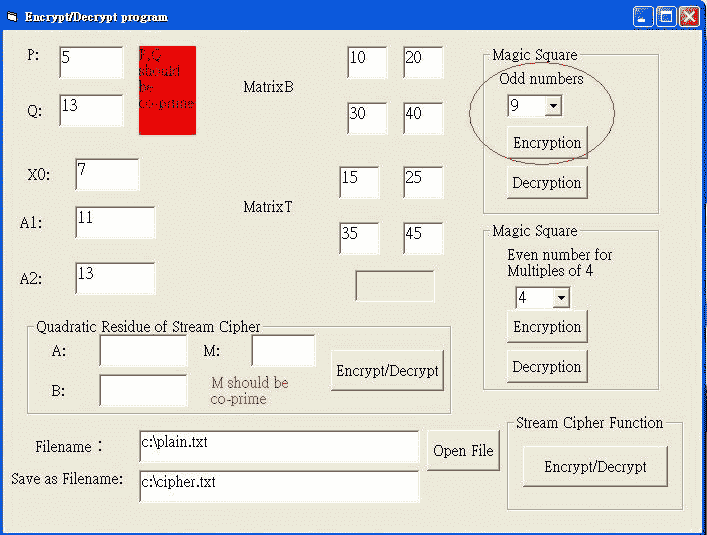 Encrypt/Decrypt program
P: 5
Q: 13
P,Q
should
be
co-prime
X0: 7
A1: 11
A2: 13
MatrixB
10 20
30 40
MatrixT
15 25
35 45
Magic Square
Odd numbers
9
Encryption
Decryption
Magic Square
Even number for
Multiples of 4
4
Encryption
Decryption
Quadratic Residue of Stream Cipher
A: M:
B:
M should be
co-prime
Encrypt/Decrypt
Filename : c:\plain.txt
Open File
Save as Filename: c:\cipher.txt
Stream Cipher Function
Encrypt/Decrypt